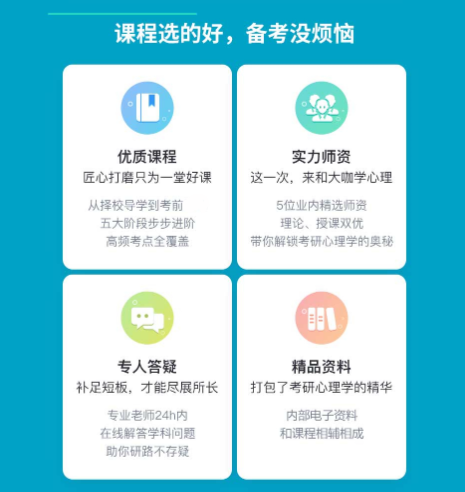 课程选的好，备考没烦恼
优质课程
匠心打磨只为一堂好课
从择校导学到考前
五大阶段步步进阶
高频考点全覆盖
实力师资
这一次，来和大咖学心理
5位业内精选师资
理论、授课双优
带你解锁考研心理学的奥秘
专人答疑
补足短板，才能尽展所长
专业老师24h内
在线解答学科问题
助你研路不存疑
精品资料
打包了考研心理学的精华
内部电子资料
和课程相辅相成